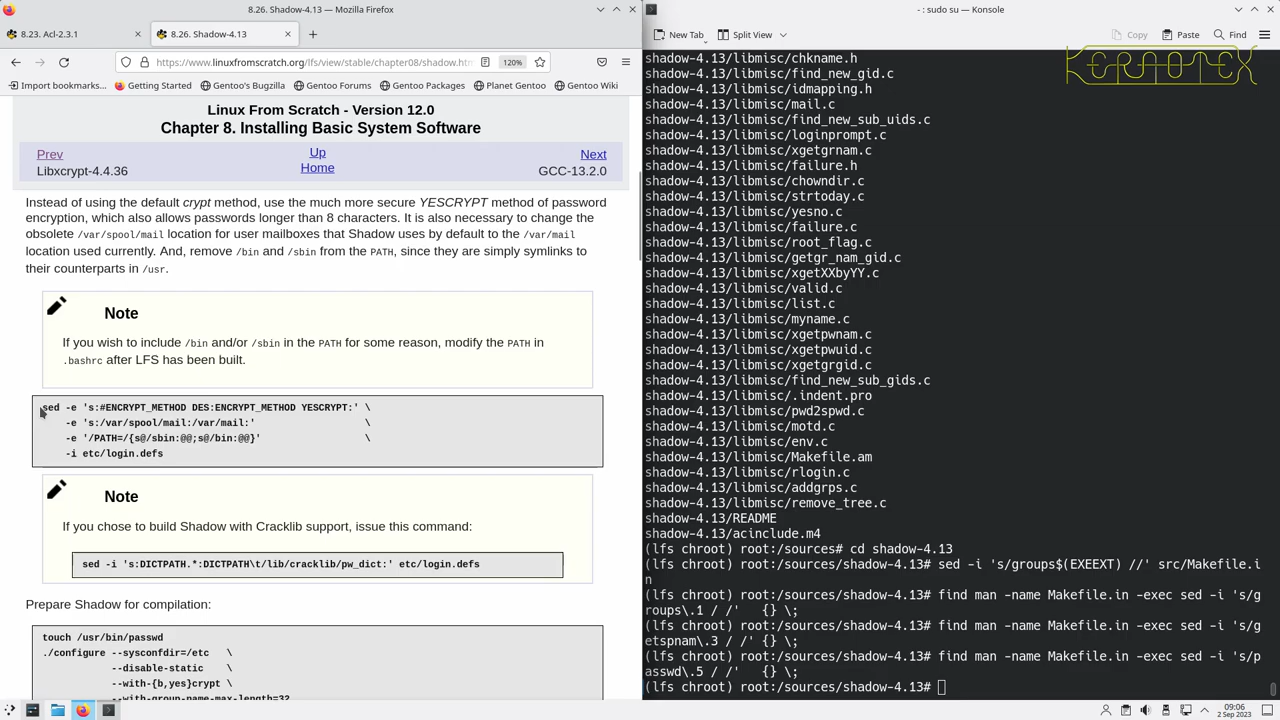 8.26. Shadow-4.13 — Mozilla Firefox
8.23. Acl-2.3.1
8.26. Shadow-4.13
https://www.linuxfromscratch.org/lfs/view/stable/chapter08/shadow.htm
120%
Import bookmarks...
Getting Started
Gentoo's Bugzilla
Gentoo Forums
Gentoo Packages
Planet Gentoo
Gentoo Wiki
Linux From Scratch - Version 12.0
Chapter 8. Installing Basic System Software
Prev
Up
Next
Libxcrypt-4.4.36
Home
GCC-13.2.0
Instead of using the default crypt method, use the much more secure YESCRYPT method of password
encryption, which also allows passwords longer than 8 characters. It is also necessary to change the
obsolete /var/spool/mail location for user mailboxes that Shadow uses by default to the /var/mail
location used currently. And, remove /bin and /sbin from the PATH, since they are simply symlinks to
their counterparts in /usr.
Note
If you wish to include /bin and/or /sbin in the PATH for some reason, modify the PATH in
.bashrc after LFS has been built.
sed -e 's:#ENCRYPT_METHOD DES:ENCRYPT_METHOD YESCRYPT:' \
-e 's:/var/spool/mail:/var/mail:' \
-e '/PATH=/{s@/sbin:@@;s@/bin:@@}' \
-i etc/login.defs
Note
If you chose to build Shadow with Cracklib support, issue this command:
sed -i 's:DICTPATH.*:DICTPATH\t/lib/cracklib/pw_dict:' etc/login.defs
Prepare Shadow for compilation:
touch /usr/bin/passwd
./configure --sysconfdir=/etc \
--disable-static \
--with-{b,yes}crypt \
--with-group-name-max-length=32
- : sudo su — Konsole
New Tab
Split View
Copy
Paste
Find
KERAOTEX
shadow-4.13/libmisc/chkname.h
shadow-4.13/libmisc/find_new_gid.c
shadow-4.13/libmisc/idmapping.h
shadow-4.13/libmisc/mail.c
shadow-4.13/libmisc/find_new_sub_uids.c
shadow-4.13/libmisc/loginprompt.c
shadow-4.13/libmisc/xgetgrnam.c
shadow-4.13/libmisc/failure.h
shadow-4.13/libmisc/chowndir.c
shadow-4.13/libmisc/strtoday.c
shadow-4.13/libmisc/yesno.c
shadow-4.13/libmisc/failure.c
shadow-4.13/libmisc/root_flag.c
shadow-4.13/libmisc/getgr_nam_gid.c
shadow-4.13/libmisc/xgetXXbyYY.c
shadow-4.13/libmisc/valid.c
shadow-4.13/libmisc/list.c
shadow-4.13/libmisc/myname.c
shadow-4.13/libmisc/xgetpwnam.c
shadow-4.13/libmisc/xgetpwuid.c
shadow-4.13/libmisc/xgetgrgid.c
shadow-4.13/libmisc/find_new_sub_gids.c
shadow-4.13/libmisc/.indent.pro
shadow-4.13/libmisc/pwd2spwd.c
shadow-4.13/libmisc/motd.c
shadow-4.13/libmisc/env.c
shadow-4.13/libmisc/Makefile.am
shadow-4.13/libmisc/rlogin.c
shadow-4.13/libmisc/addgrps.c
shadow-4.13/libmisc/remove_tree.c
shadow-4.13/README
shadow-4.13/acinclude.m4
(lfs chroot) root:/sources# cd shadow-4.13
(lfs chroot) root:/sources/shadow-4.13# sed -i 's/groups$(EXEEXT) //' src/Makefile.i
n
(lfs chroot) root:/sources/shadow-4.13# find man -name Makefile.in -exec sed -i 's/g
roups\.1 / /' {} \;
(lfs chroot) root:/sources/shadow-4.13# find man -name Makefile.in -exec sed -i 's/g
etspnam\.3 / /' {} \;
(lfs chroot) root:/sources/shadow-4.13# find man -name Makefile.in -exec sed -i 's/p
asswd\.5 / /' {} \;
(lfs chroot) root:/sources/shadow-4.13#
09:06
2 Sep 2023